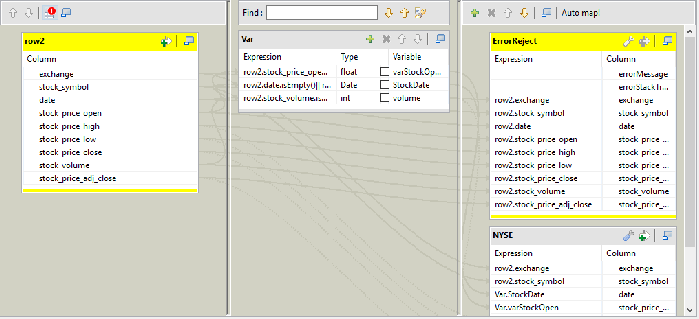 Find :
Auto map!
row2
Column
exchange
stock_symbol
date
stock_price_open
stock_price_high
stock_price_low
stock_price_close
stock_volume
stock_price_adj_close
Var
Expression Type Variable
row2.stock_price_ope... float varStockOp...
row2.date.isEmpty()||r... Date StockDate
row2.stock_volume.is... int volume
ErrorReject
Expression Column
errorMessage
errorStackTr...
row2.exchange exchange
row2.stock_symbol stock_symbol
row2.date date
row2.stock_price_open stock_price_...
row2.stock_price_high stock_price_...
row2.stock_price_low stock_price_...
row2.stock_price_close stock_price_...
row2.stock_volume stock_volume
row2.stock_price_adj_close stock_price_...
NYSE
Expression Column
row2.exchange exchange
row2.stock_symbol stock_symbol
Var.StockDate date
Var.varStockOpen stock_price_...